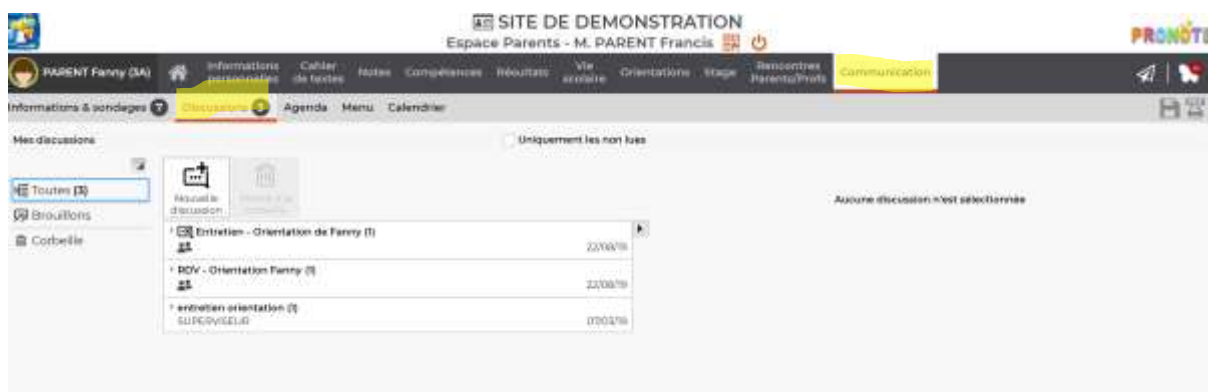 SITE DE DEMONSTRATION
Espace Parents - M. PARENT Francis
PRONOTE
PARENT Fanny (3A)
Informations personnelles
Cahier de textes
Notes
Compétences
Résultats
Vie scolaire
Orientations
Stage
Rencontres Parents/Profs
Communication
Informations & sondages 7
Discussions 3
Agenda
Menu
Calendrier
Mes discussions
Uniquement les non lues
Toutes (3)
Brouillons
Corbeille
Nouvelle
discussion
Aucune discussion n'est sélectionnée
Entretien - Orientation de Fanny (1)
22/08/19
RDV - Orientation Fanny (1)
22/08/19
entretien orientation (1)
SUPERVISEUR